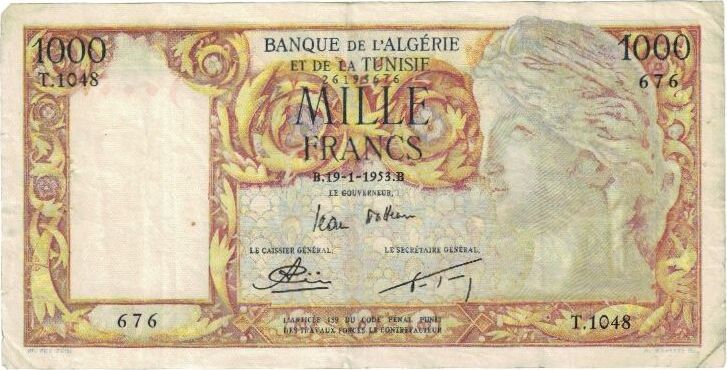 1000
BANQUE DE L'ALGÉRIE
1000
T.1048
ET DE LA TUNISIE
676
26193676
MILLE
FRANCS
B.19-1-1953.B
LE GOUVERNEUR,
LE CAISSIER GÉNÉRAL,
LE SECRÉTAIRE GÉNÉRAL,
676
L'ARTICLE 139 DU CODE PÉNAL PUNIT
DES TRAVAUX FORCÉS LE CONTREFACTEUR
T.1048